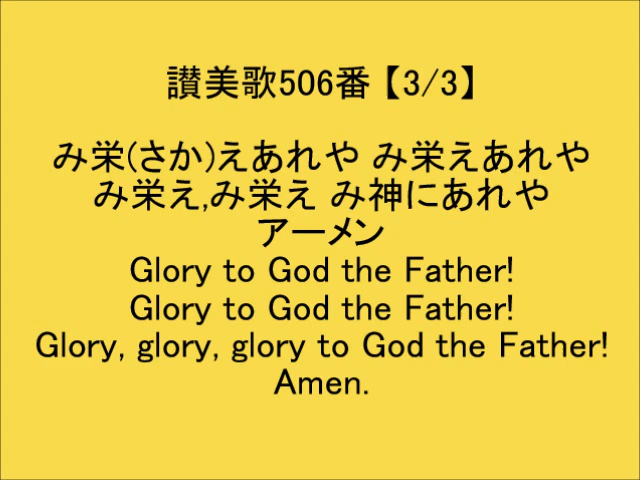 讃美歌506番【3/3】
み栄(さか)えあれや み栄えあれや
み栄え,み栄え み神にあれや
アーメン
Glory to God the Father!
Glory to God the Father!
Glory, glory, glory to God the Father!
Amen.